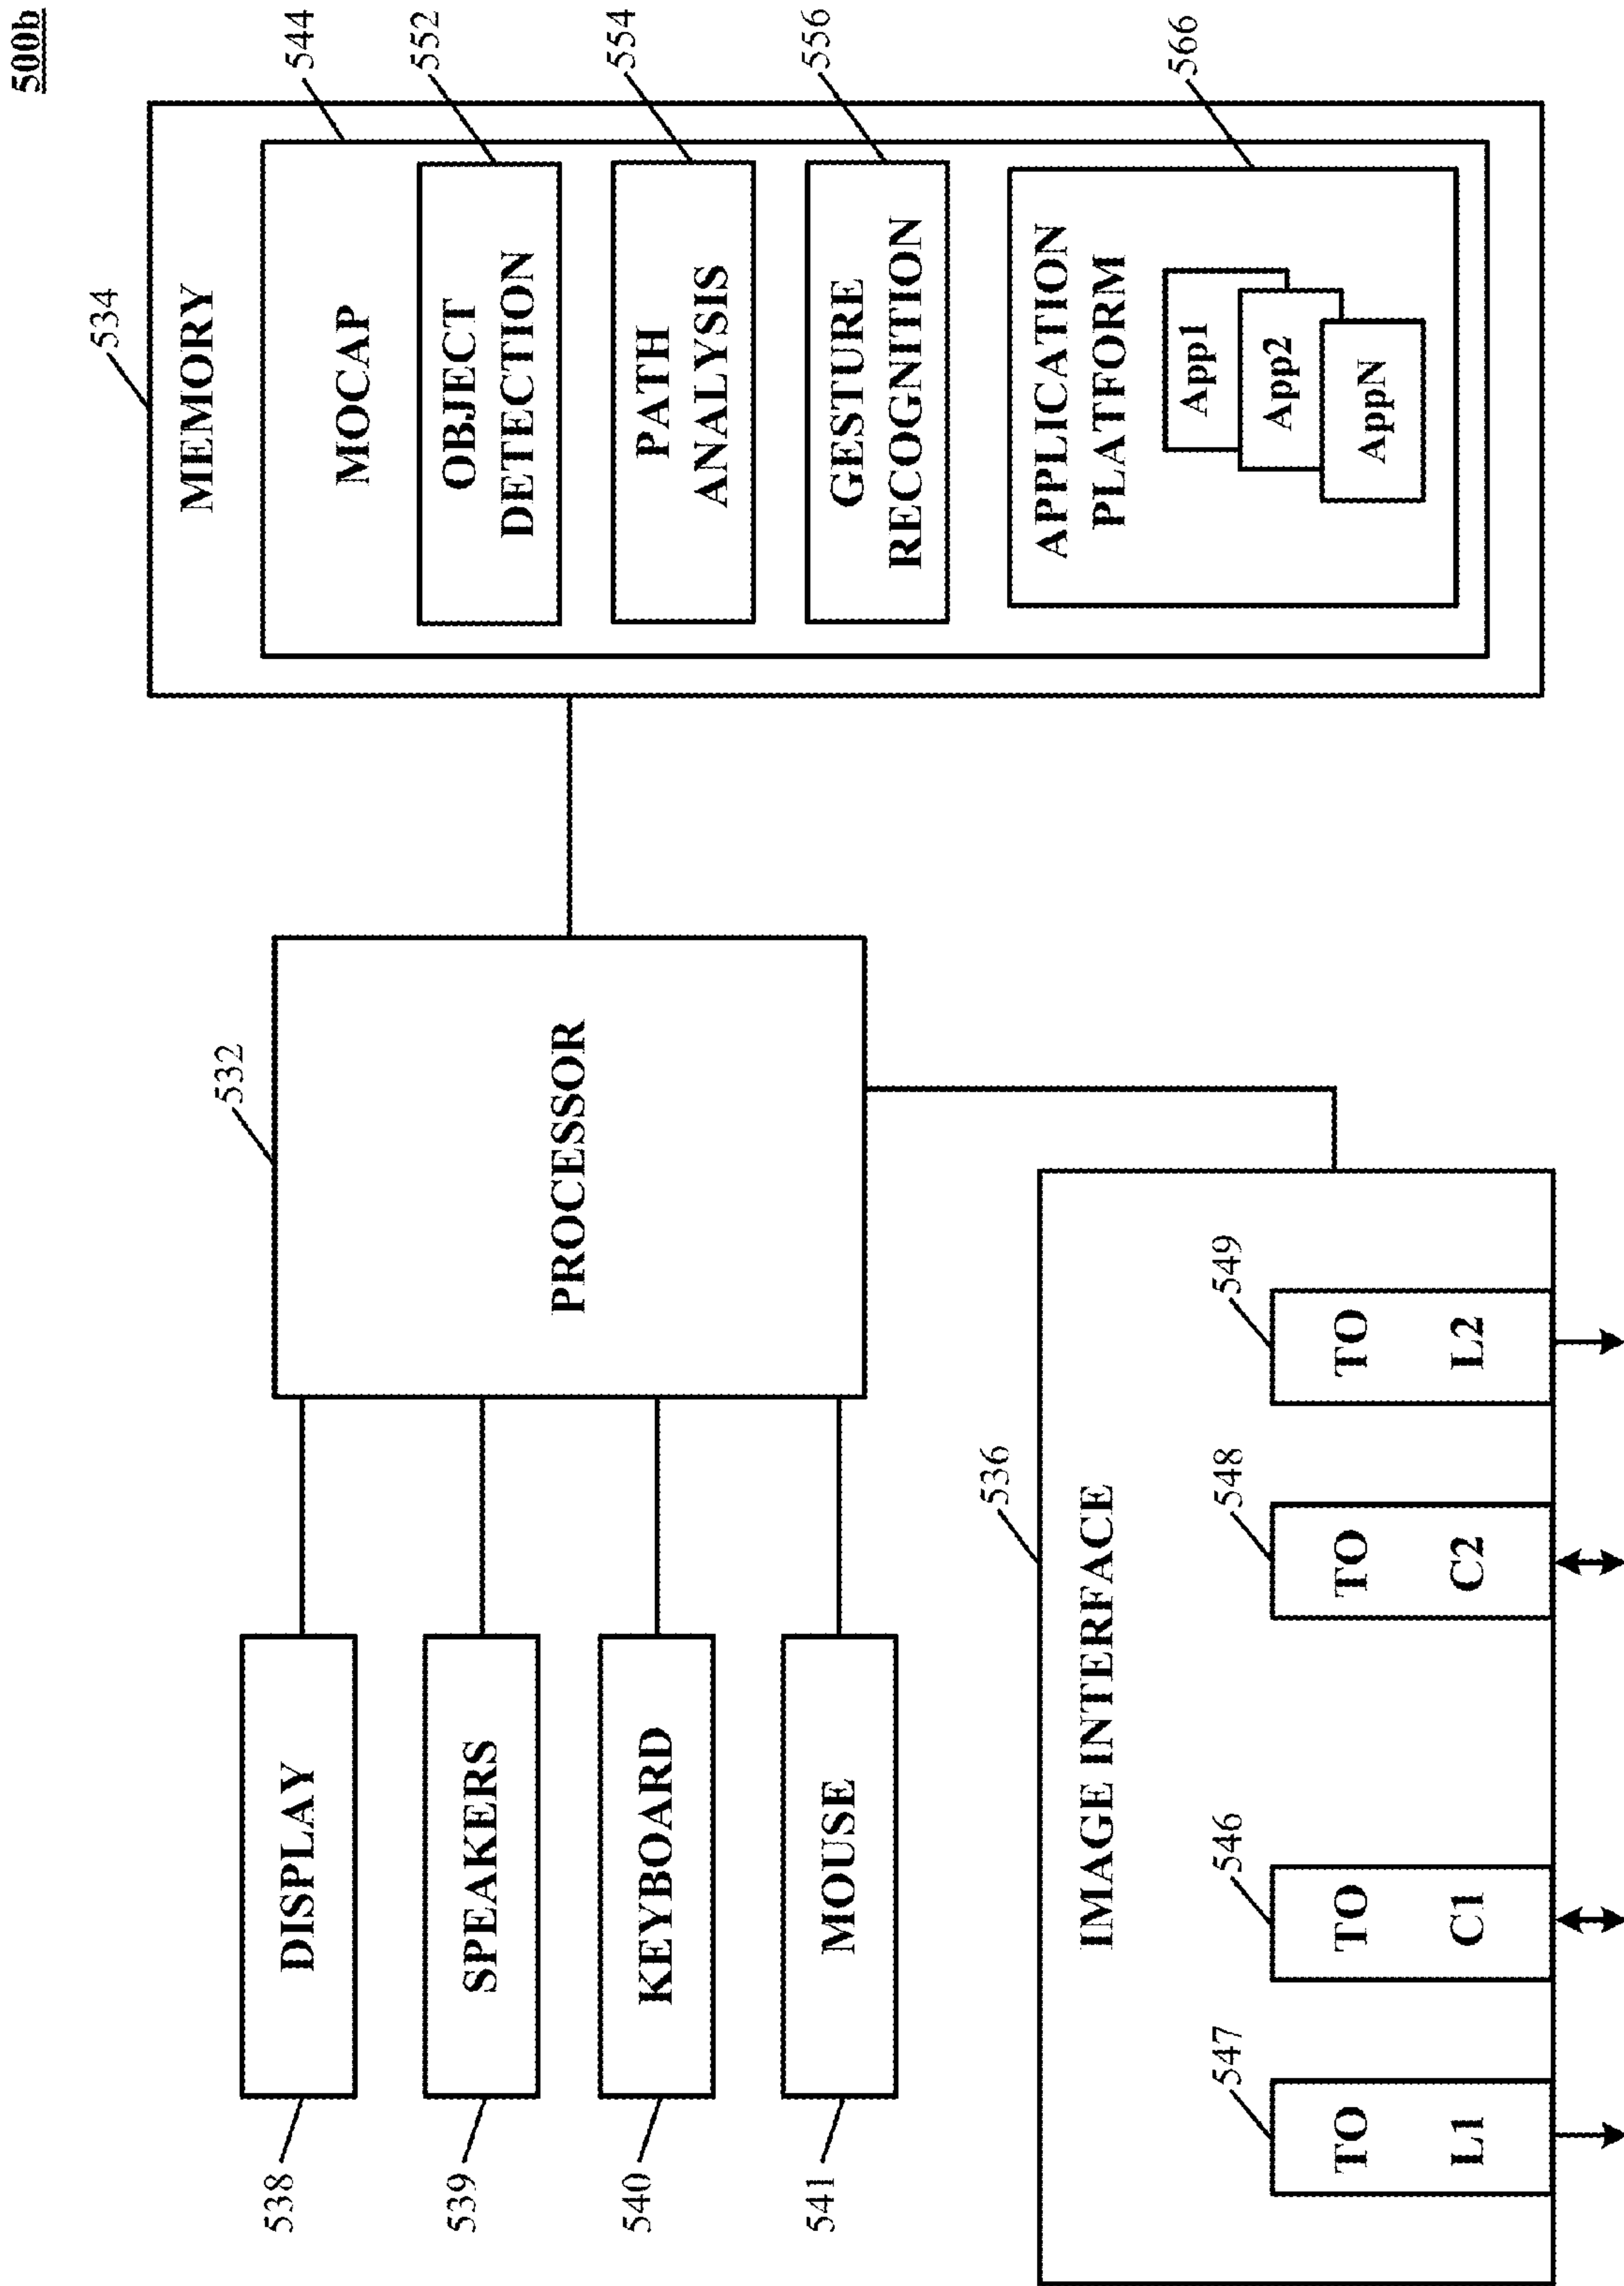 500b
534
MEMORY
544
MOCAP
552
OBJECT
DETECTION
554
PATH
ANALYSIS
556
GESTURE
RECOGNITION
566
APPLICATION
PLATFORM
App1
App2
AppN
532
PROCESSOR
538
DISPLAY
539
SPEAKERS
540
KEYBOARD
541
MOUSE
536
IMAGE INTERFACE
547
TO
L1
546
TO
C1
548
TO
C2
549
TO
L2